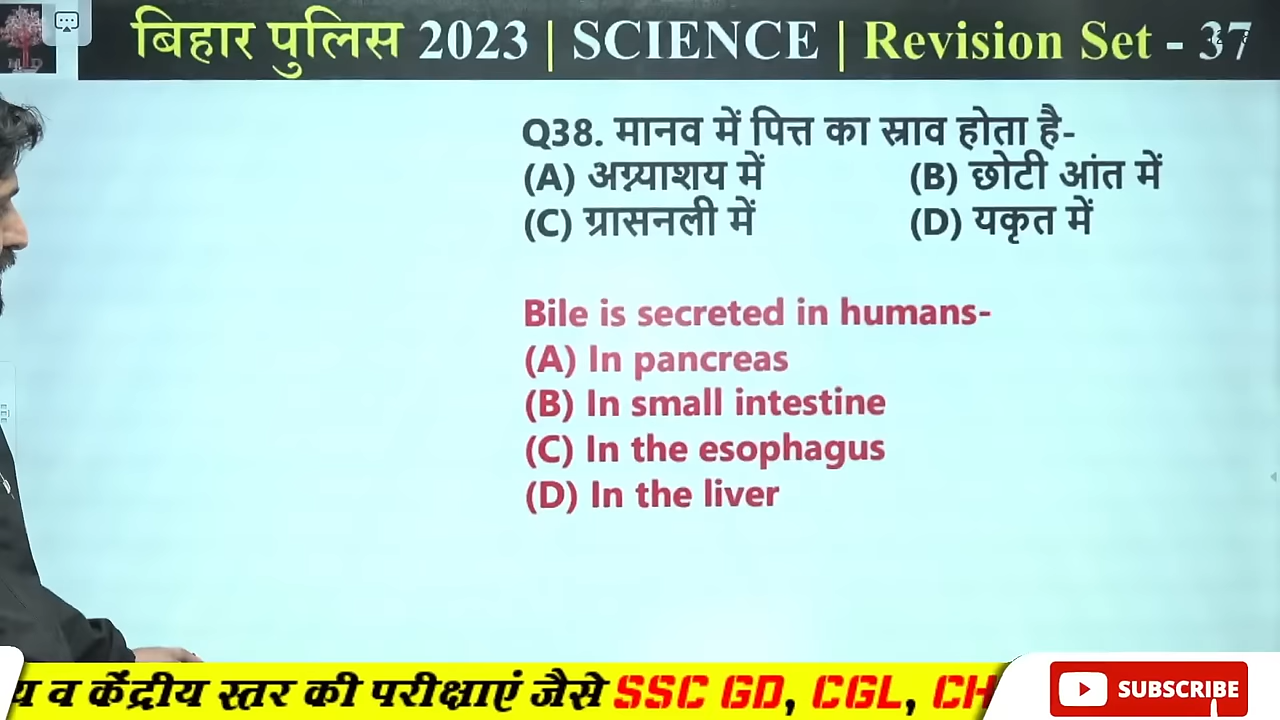 बिहार पुलिस 2023 | SCIENCE | Revision Set - 37
Q38. मानव में पित्त का स्राव होता है-
(A) अग्न्याशय में (B) छोटी आंत में
(C) ग्रासनली में (D) यकृत में
Bile is secreted in humans-
(A) In pancreas
(B) In small intestine
(C) In the esophagus
(D) In the liver
य व केंद्रीय स्तर की परीक्षाएं जैसे SSC GD, CGL, CH
SUBSCRIBE